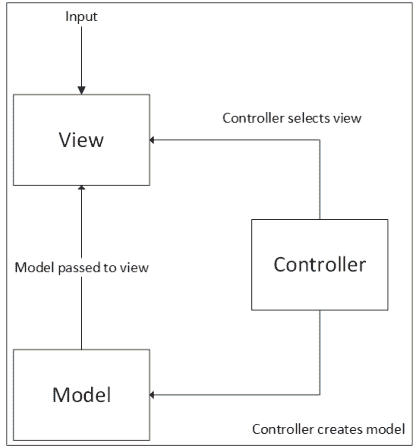 Input
View
Controller selects view
Controller
Model passed to view
Model
Controller creates model